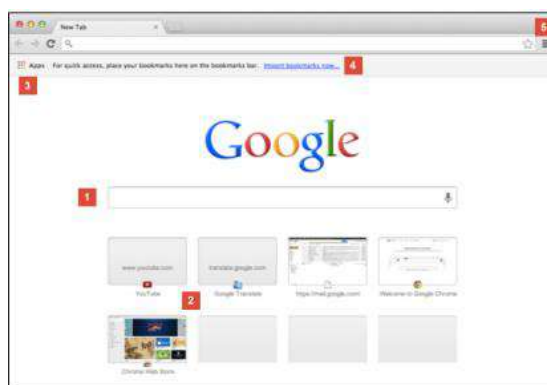 New Tab
5
Apps For quick access, place your bookmarks here on the bookmarks bar. Import bookmarks now...
4
3
Google
1
www.youtube.com
translate.google.com
YouTube
Google Translate
https://mail.google.com/
Welcome to Google Chrome
2
Chrome Web Store